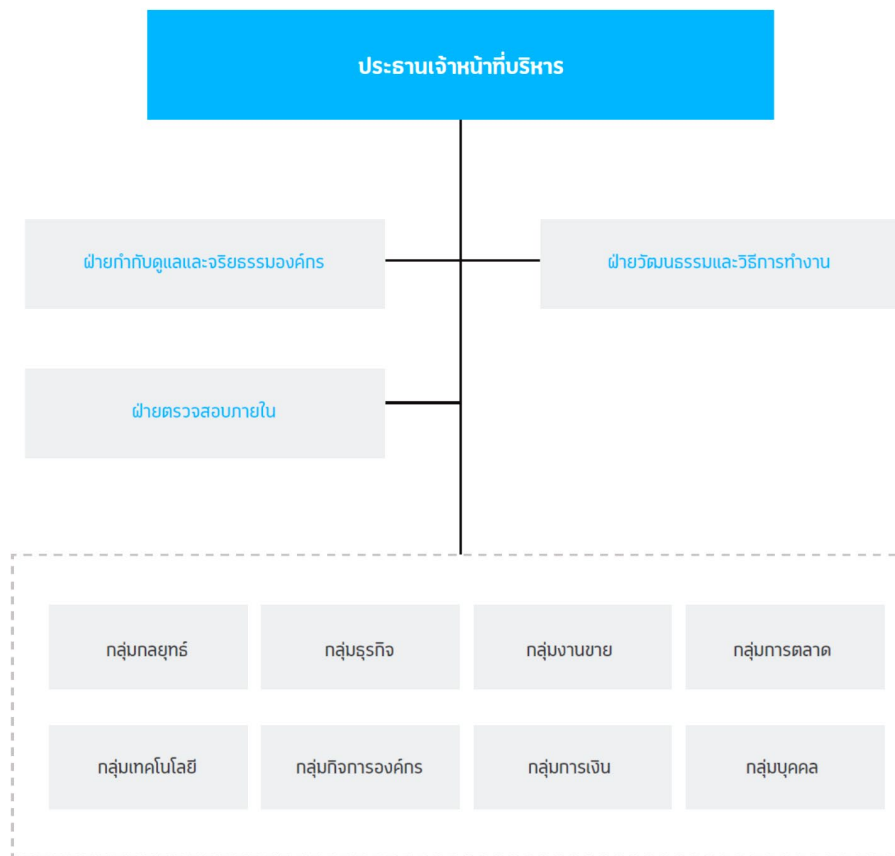 ประธานเจ้าหน้าที่บริหาร
ฝ่ายกำกับดูแลและจริยธรรมองค์กร
ฝ่ายวัฒนธรรมและวิธีการทำงาน
ฝ่ายตรวจสอบภายใน
กลุ่มกลยุทธ์
กลุ่มธุรกิจ
กลุ่มงานขาย
กลุ่มการตลาด
กลุ่มเทคโนโลยี
กลุ่มกิจการองค์กร
กลุ่มการเงิน
กลุ่มบุคคล